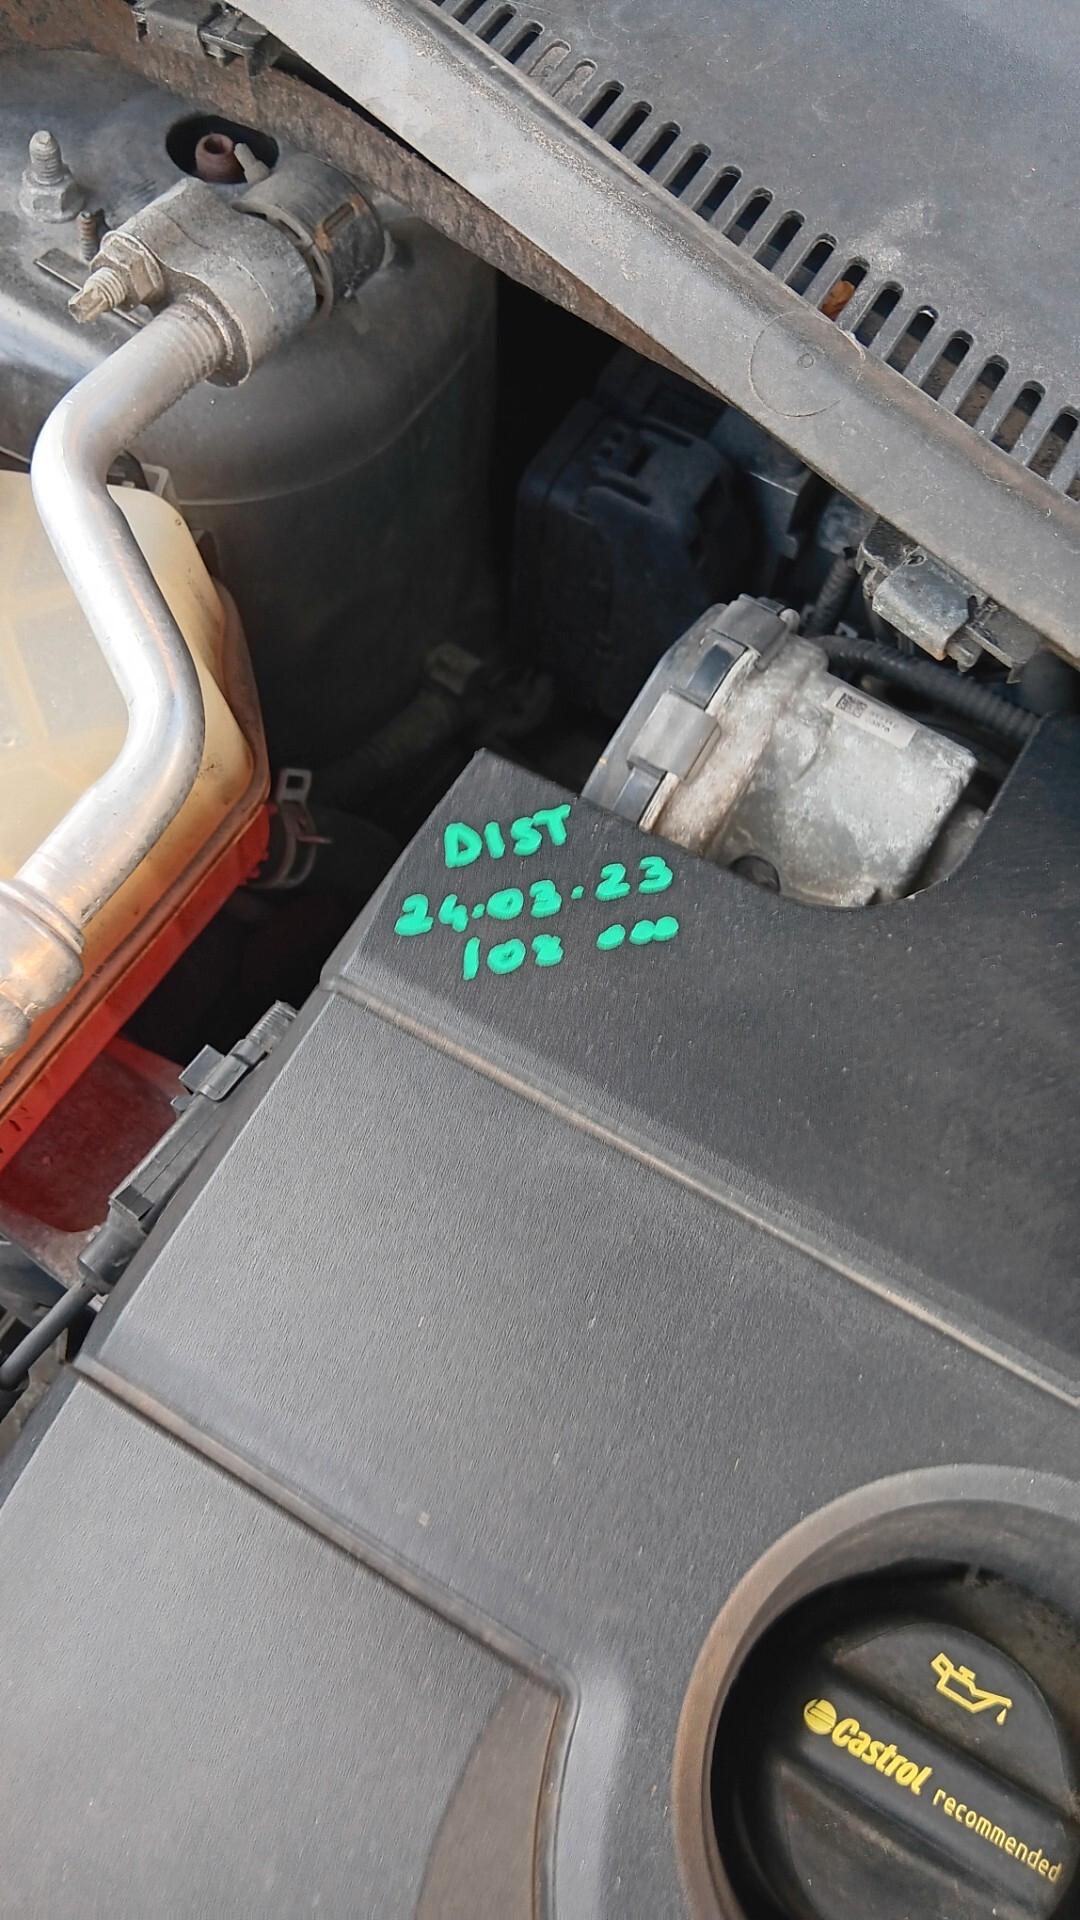 DIST
24.03.23
108 000
Castrol
recommended